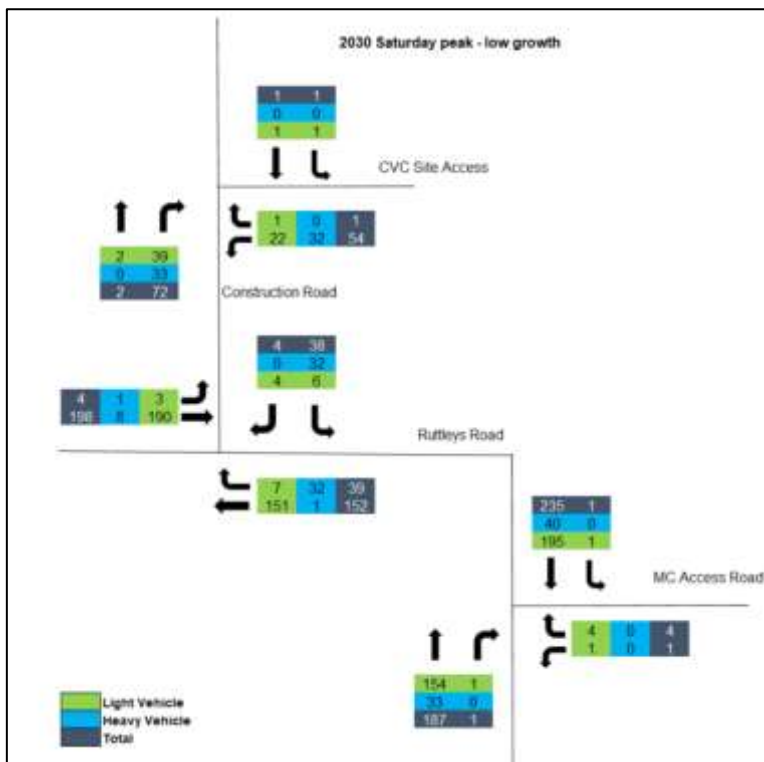 2030 Saturday peak - low growth
1 1
0 0
1 1
CVC Site Access
1 0 1
22 32 54
2 39
0 33
2 72
Construction Road
4 38
0 32
4 6
4 1 3
198 8 190
Ruttleys Road
7 32 39
151 1 152
235 1
40 0
195 1
MC Access Road
4 0 4
1 0 1
154 1
33 0
187 1
Light Vehicle
Heavy Vehicle
Total